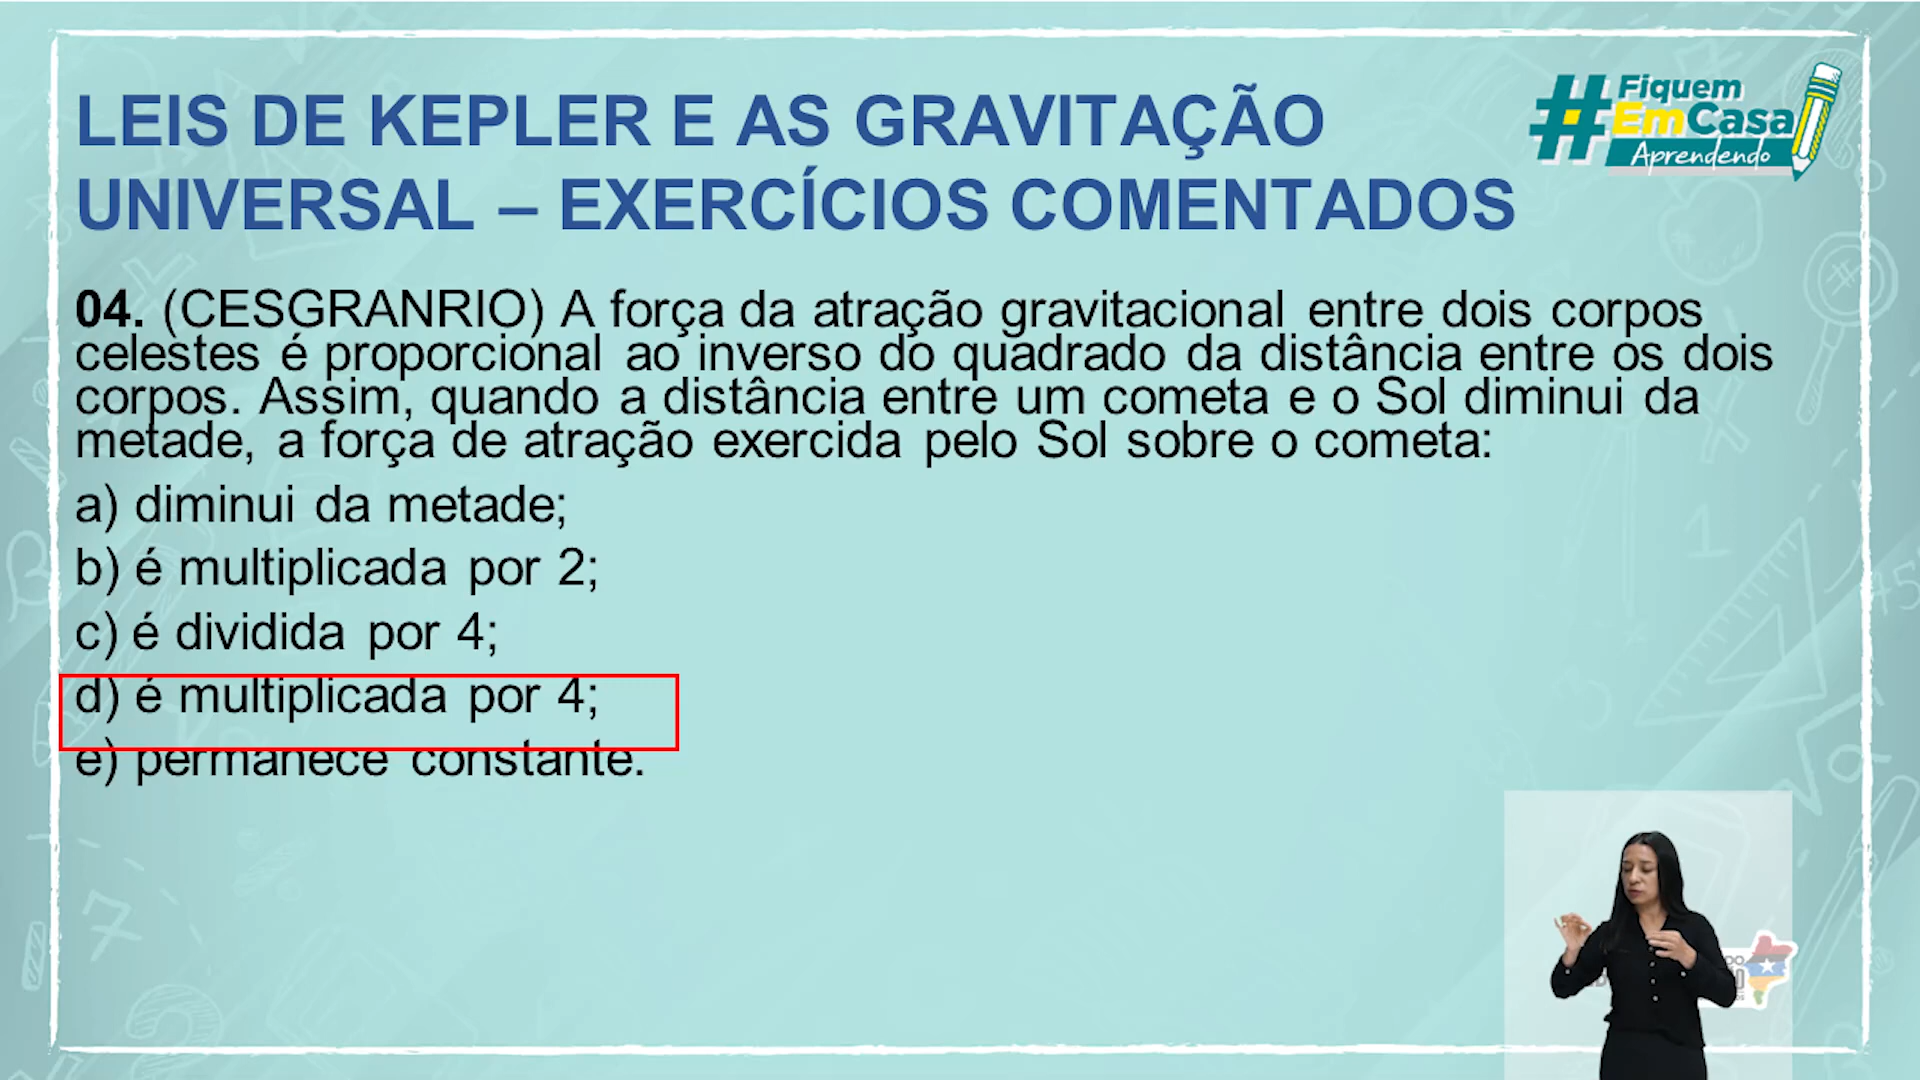 LEIS DE KEPLER E AS GRAVITAÇÃO
UNIVERSAL – EXERCÍCIOS COMENTADOS
#Fiquem
EmCasa
Aprendendo
04. (CESGRANRIO) A força da atração gravitacional entre dois corpos
celestes é proporcional ao inverso do quadrado da distância entre os dois
corpos. Assim, quando a distância entre um cometa e o Sol diminui da
metade, a força de atração exercida pelo Sol sobre o cometa:
a) diminui da metade;
b) é multiplicada por 2;
c) é dividida por 4;
d) é multiplicada por 4;
e) permanece constante.